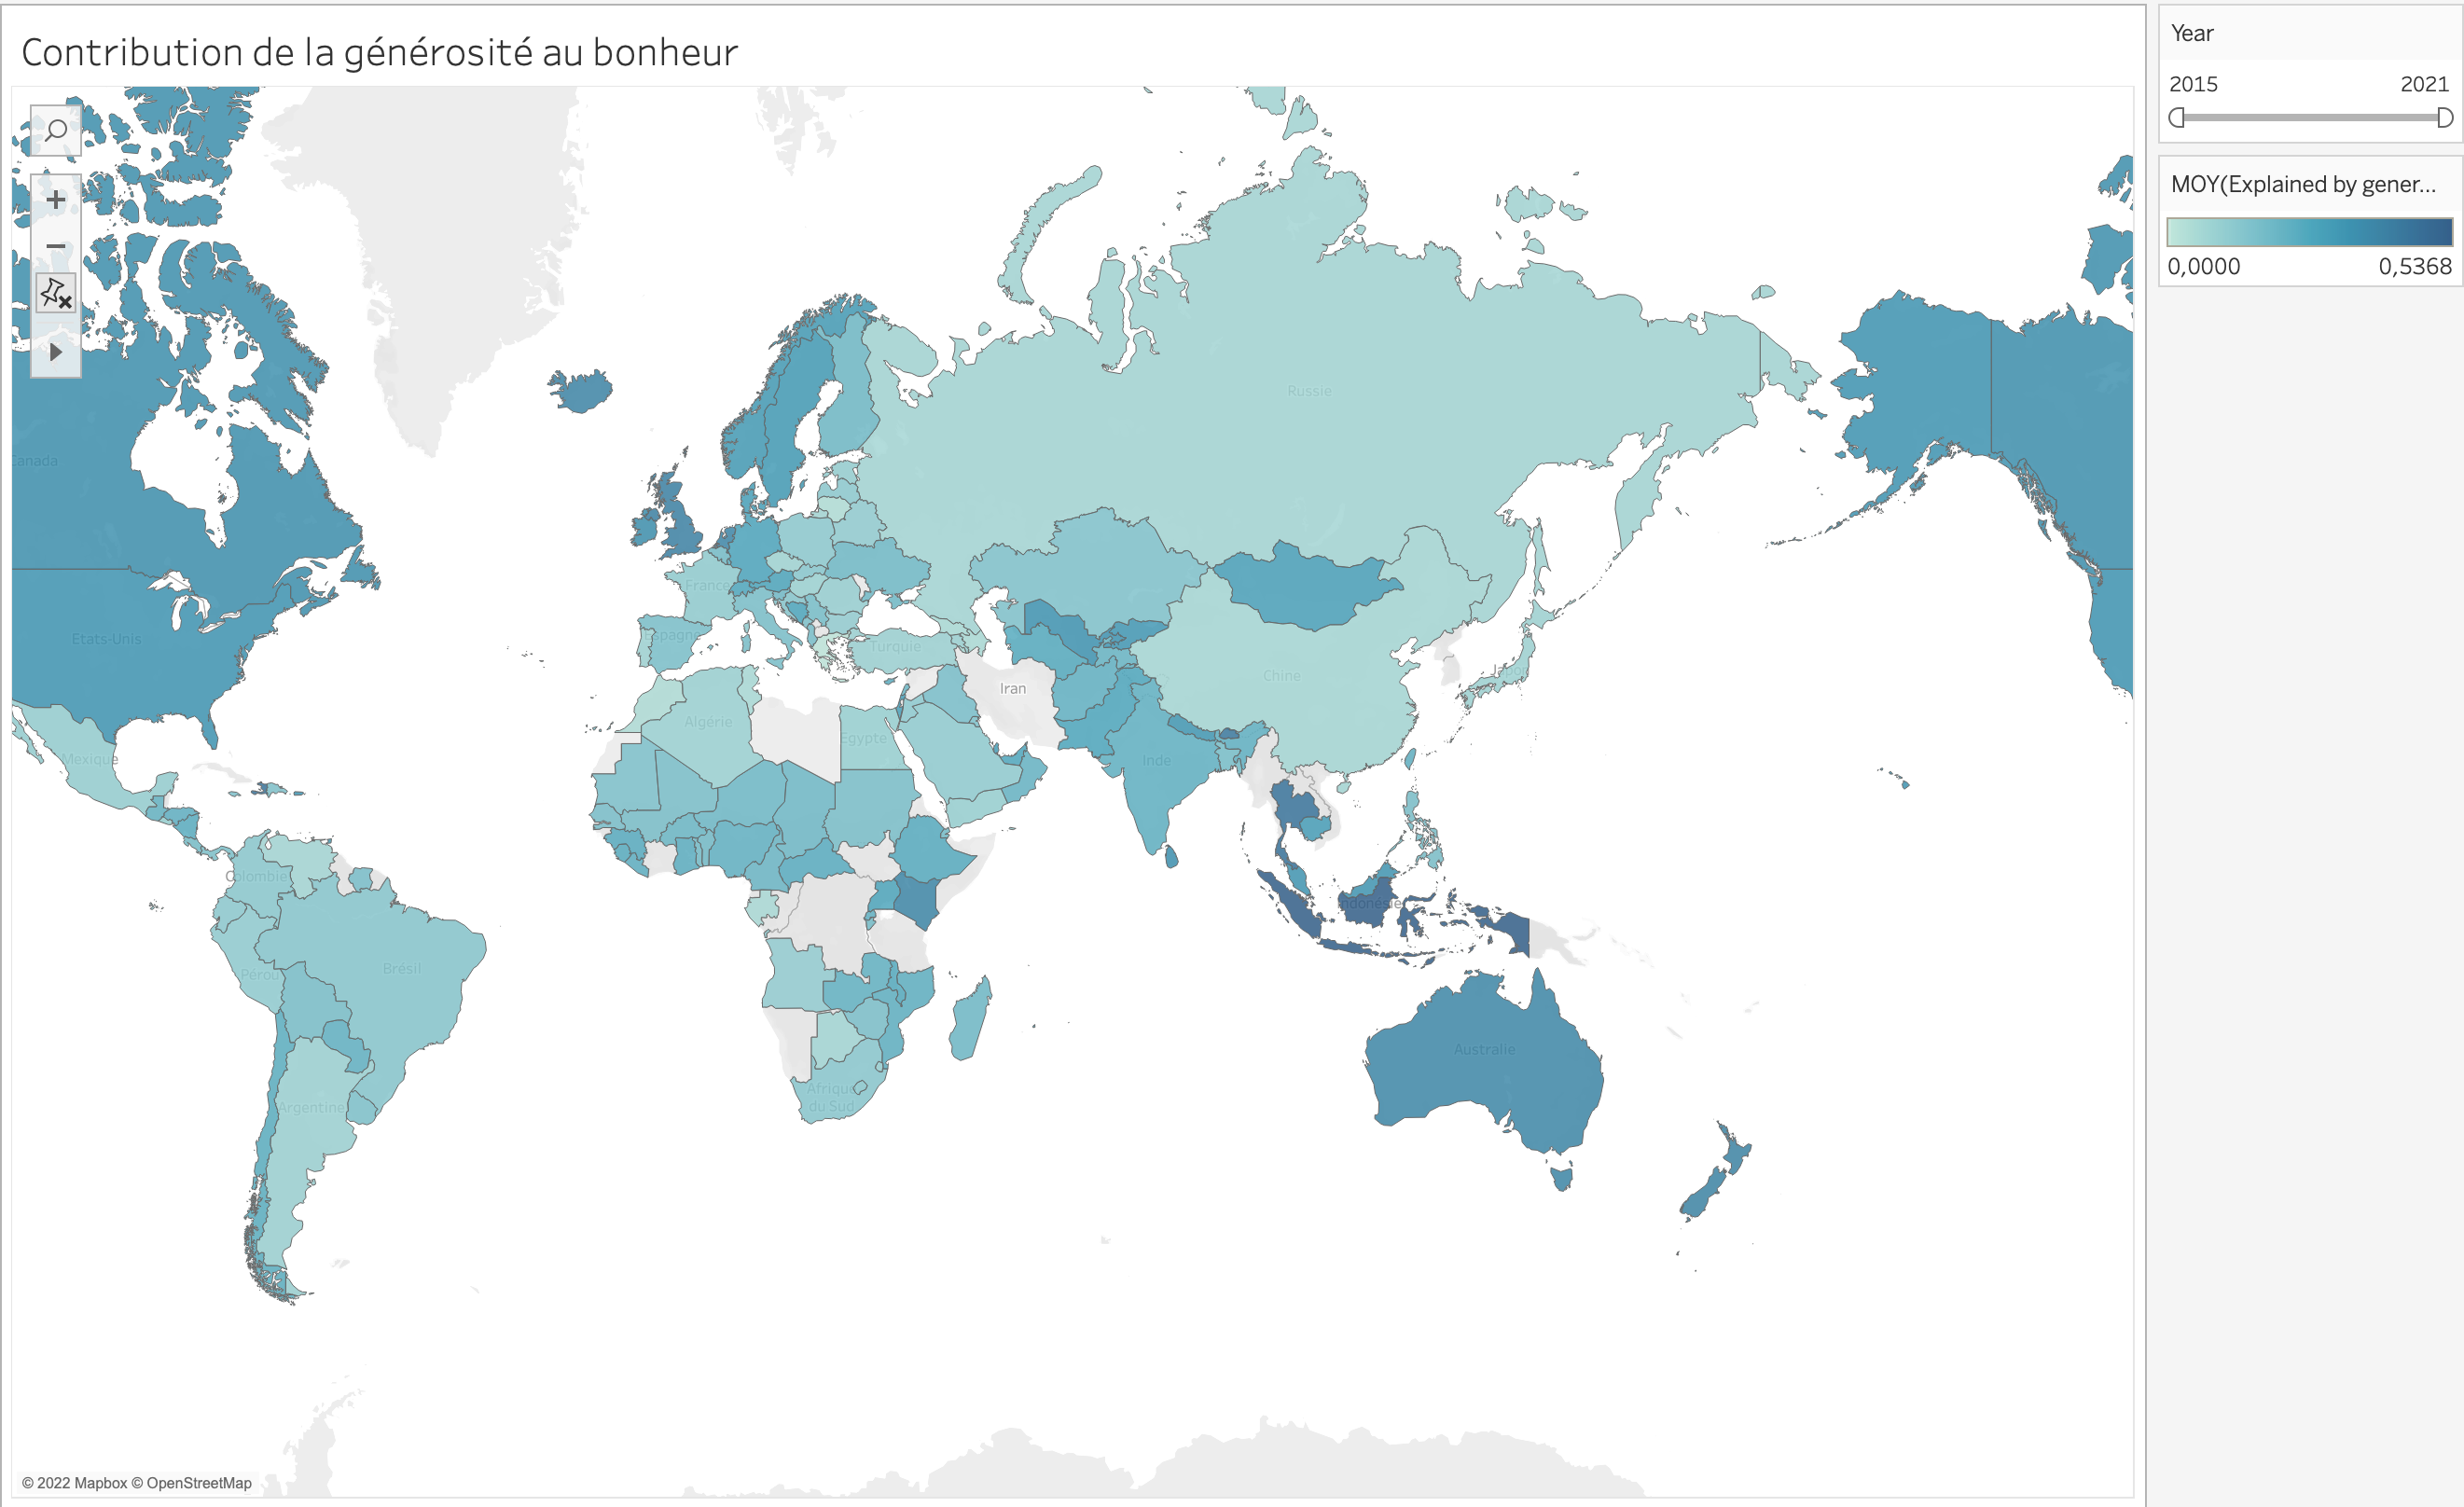 Contribution de la générosité au bonheur
Year
2015 2021
MOY(Explained by gener...
0,0000 0,5368
Russie
Canada
Etats-Unis
France
Espagne
Turquie
Iran
Chine
Japon
Algérie
Egypte
Inde
Mexique
Colombie
Indonésie
Brésil
Pérou
Australie
Afrique
du Sud
Argentine
© 2022 Mapbox © OpenStreetMap